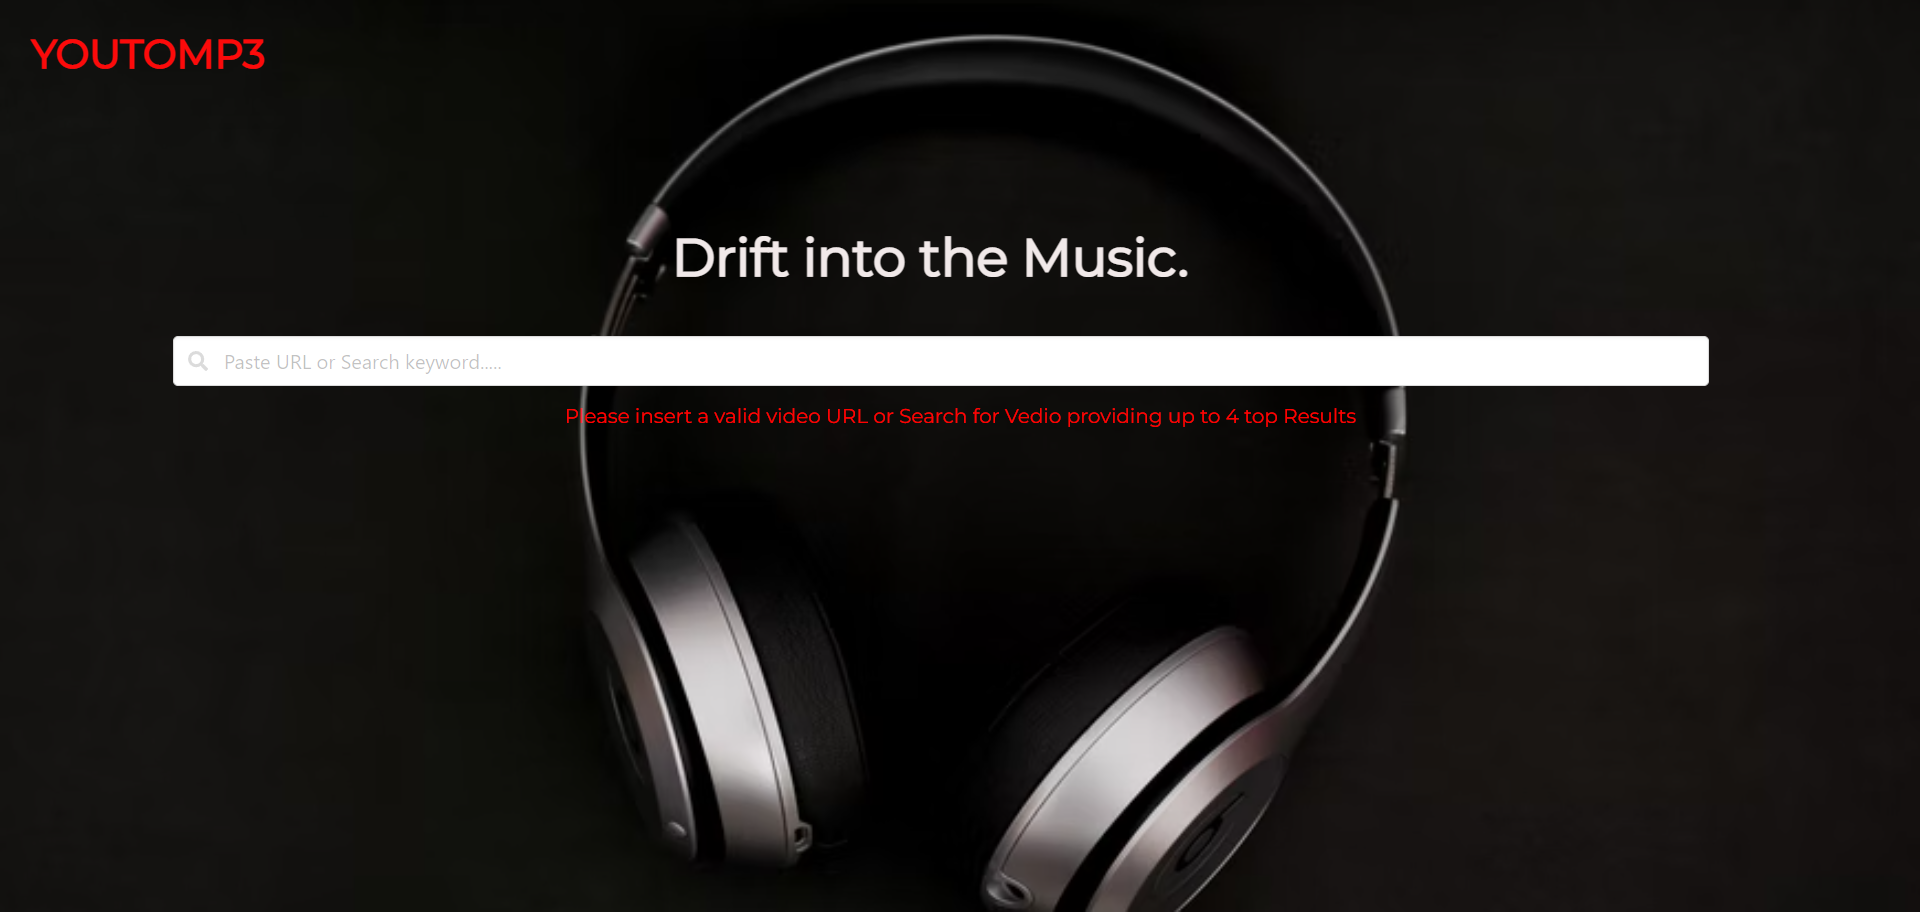 YOUTOMP3
Drift into the Music.
Paste URL or Search keyword.....
Please insert a valid video URL or Search for Vedio providing up to 4 top Results